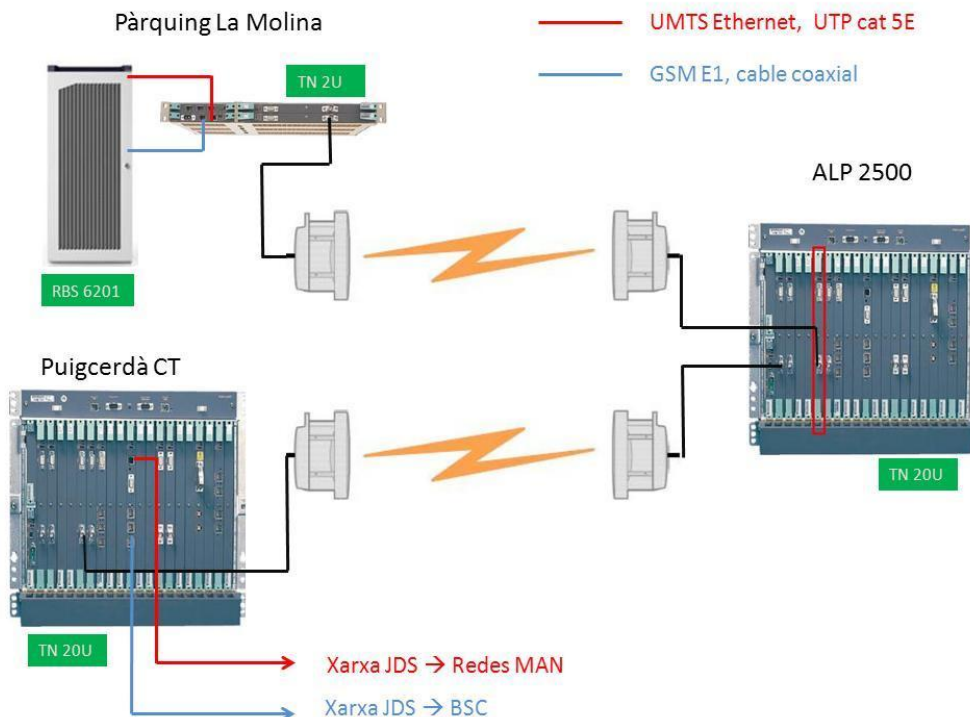 Pàrquing La Molina
UMTS Ethernet, UTP cat 5E
GSM E1, cable coaxial
TN 2U
ALP 2500
RBS 6201
Puigcerdà CT
TN 20U
TN 20U
Xarxa JDS → Redes MAN
Xarxa JDS → BSC